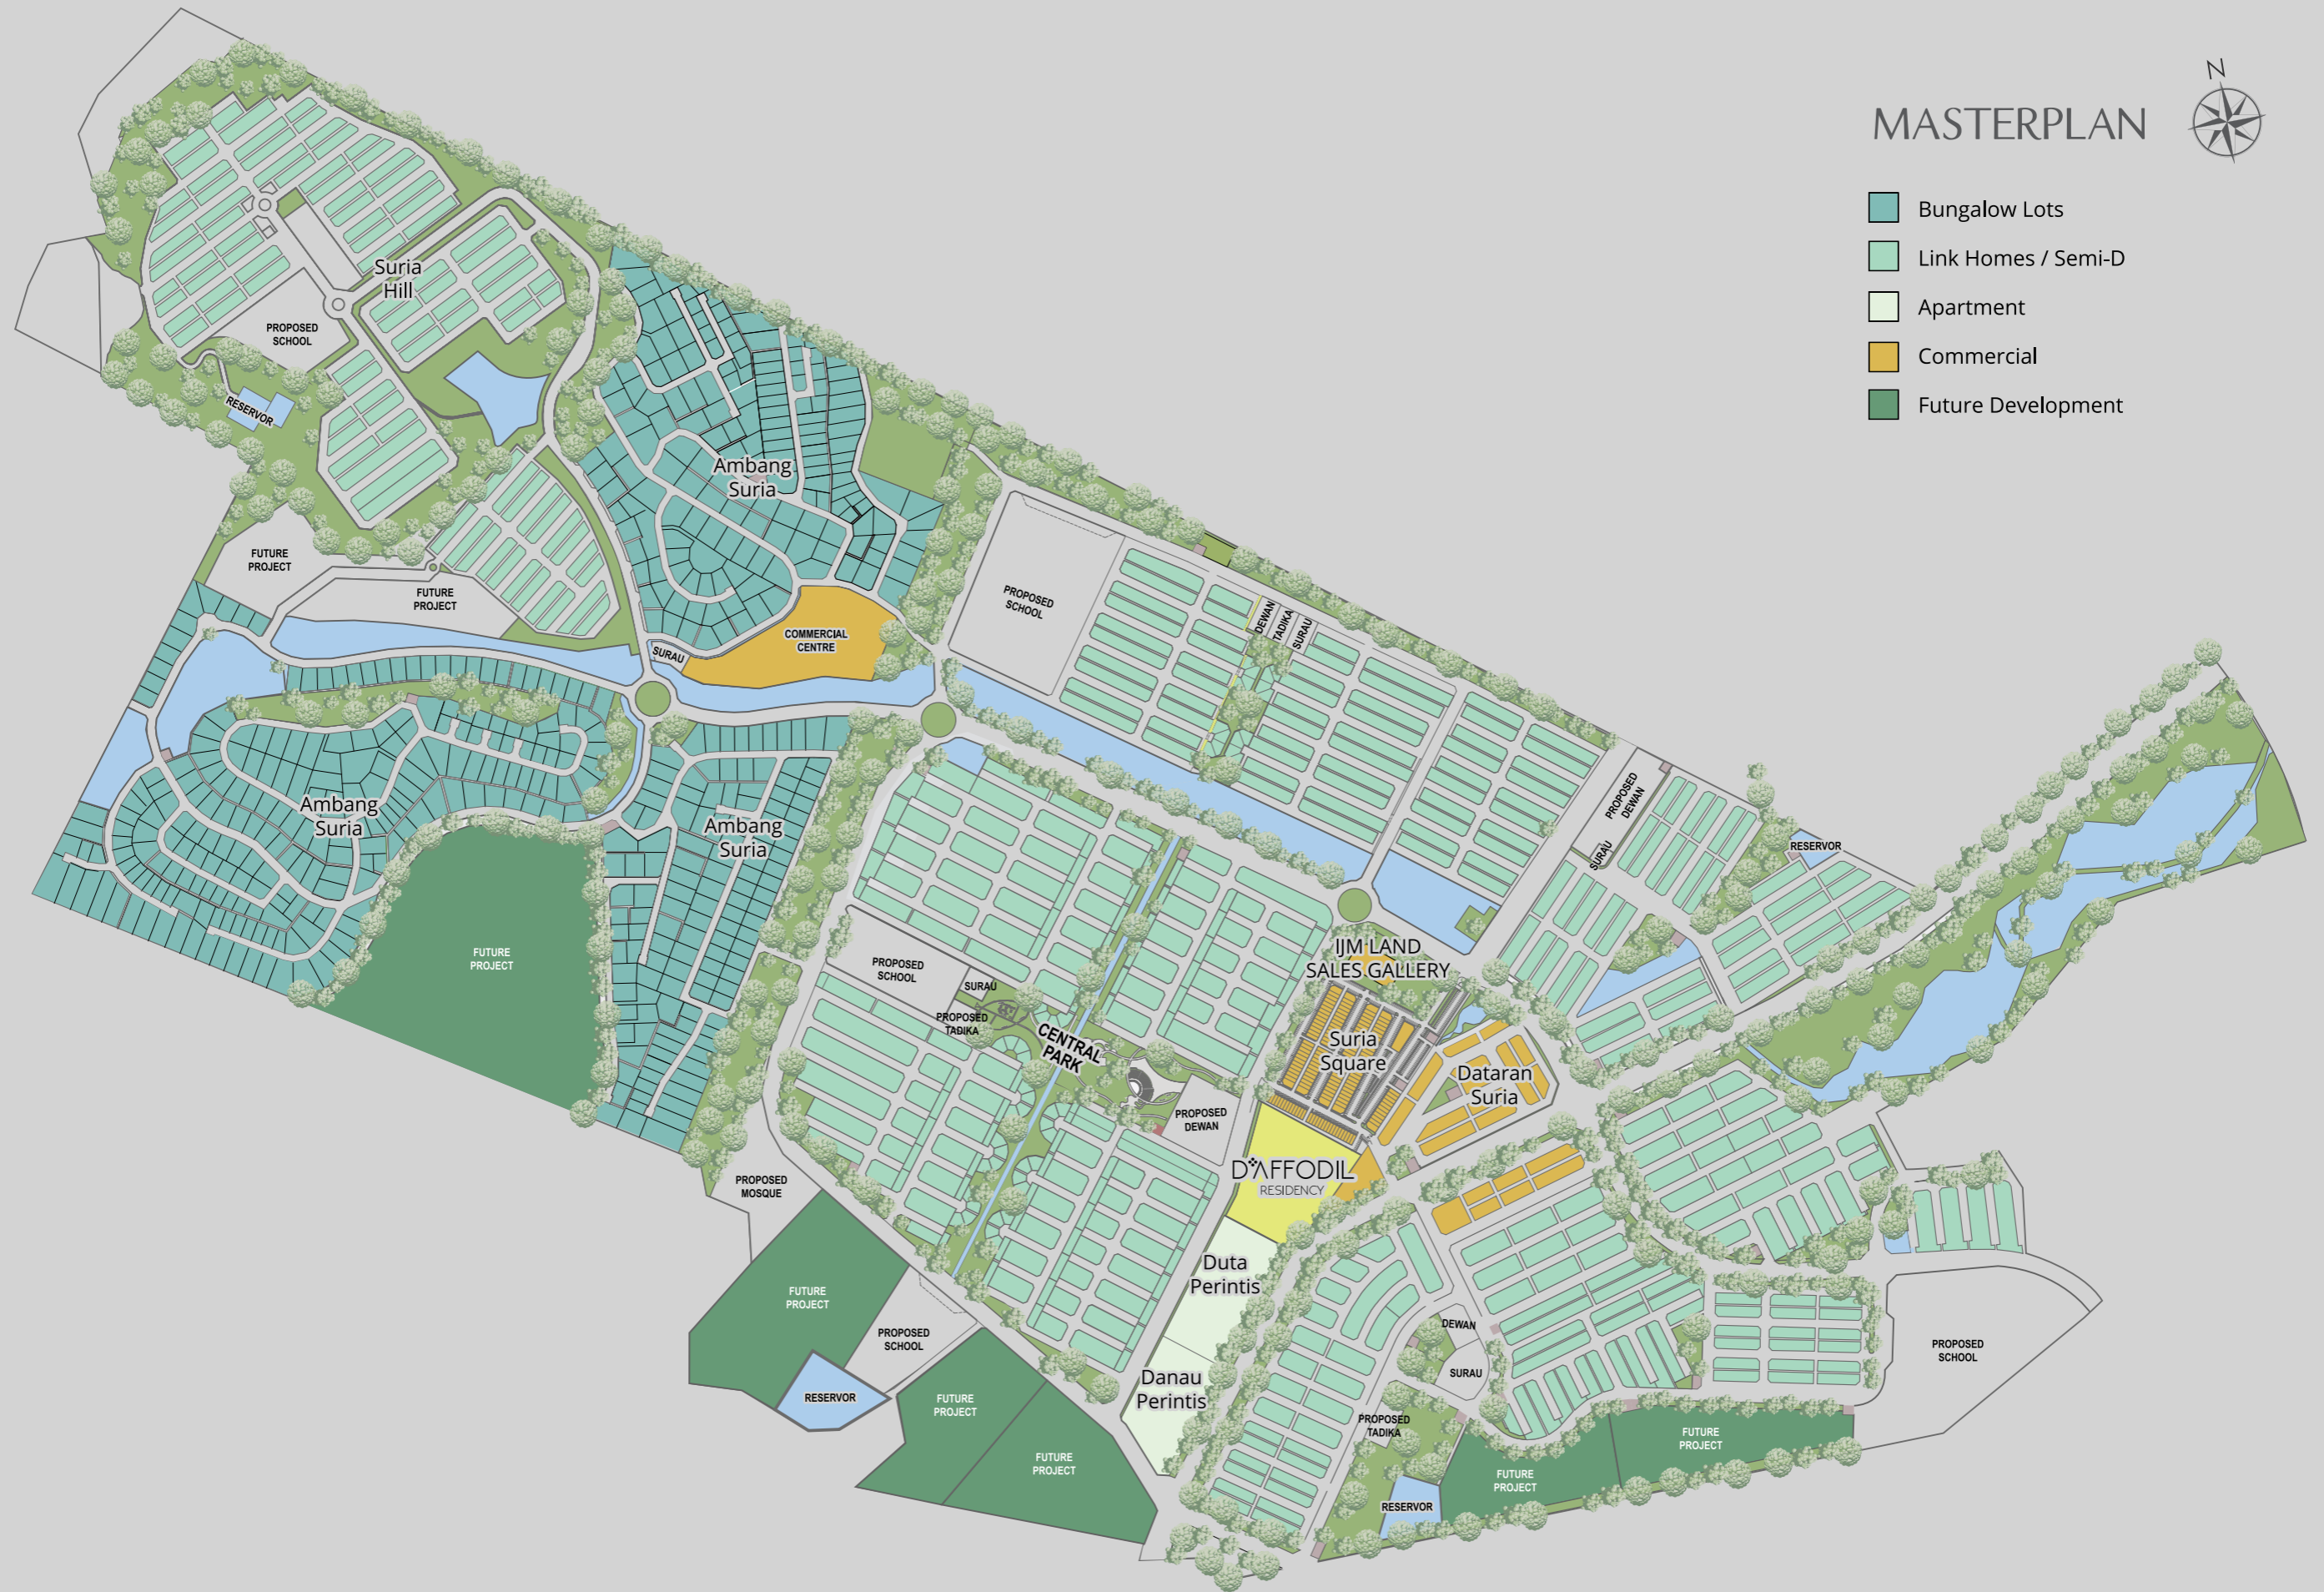 N
MASTERPLAN
Bungalow Lots
Link Homes / Semi-D
Apartment
Commercial
Future Development
Suria
Hill
PROPOSED
SCHOOL
RESERVOR
Ambang
Suria
FUTURE
PROJECT
FUTURE
PROJECT
PROPOSED
SCHOOL
DEWAN
TADIKA
SURAU
COMMERCIAL
CENTRE
SURAU
PROPOSED
DEWAN
SURAU
RESERVOIR
Ambang
Suria
Ambang
Suria
FUTURE
PROJECT
IJM LAND
SALES GALLERY
PROPOSED
SCHOOL
SURAU
PROPOSED
TADIKA
CENTRAL
PARK
Suria
Square
Dataran
Suria
PROPOSED
DEWAN
DAFFODIL
RESIDENCY
PROPOSED
MOSQUE
Duta
Perintis
FUTURE
PROJECT
PROPOSED
SCHOOL
DEWAN
SURAU
PROPOSED
SCHOOL
Danau
Perintis
RESERVOIR
FUTURE
PROJECT
PROPOSED
TADIKA
FUTURE
PROJECT
FUTURE
PROJECT
FUTURE
PROJECT
RESERVOIR